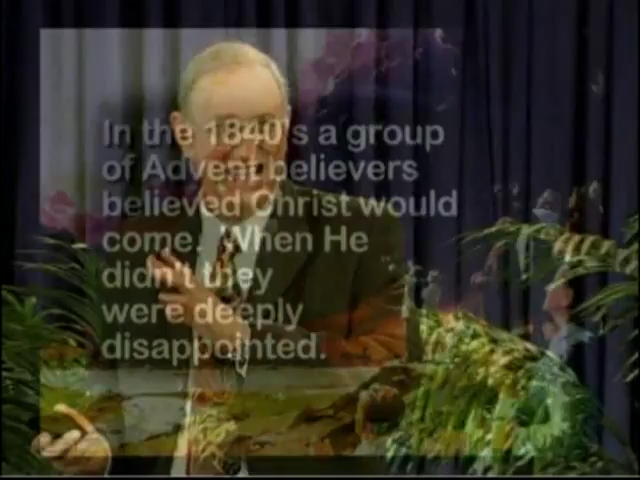 In the 1840's a group
of Advent believers
believed Christ would
come. When He
didn't they
were deeply
disappointed.